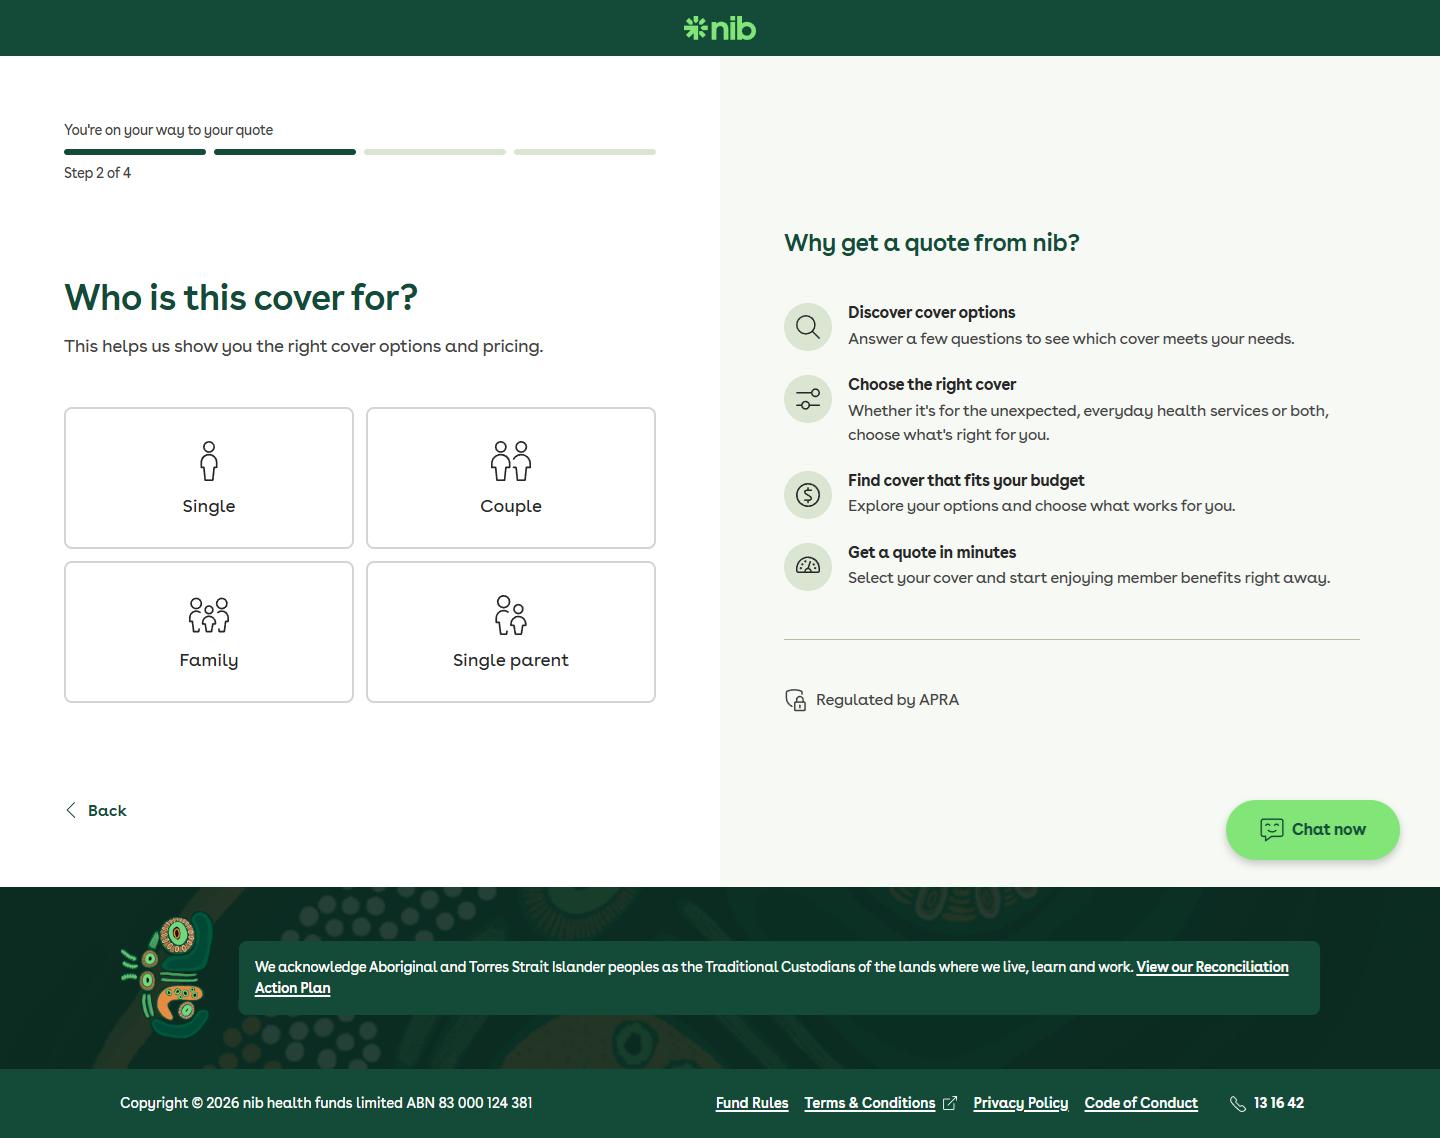 nib
You're on your way to your quote
Step 2 of 4
Who is this cover for?
This helps us show you the right cover options and pricing.
Single
Couple
Family
Single parent
Back
Why get a quote from nib?
Discover cover options
Answer a few questions to see which cover meets your needs.
Choose the right cover
Whether it's for the unexpected, everyday health services or both,
choose what's right for you.
Find cover that fits your budget
Explore your options and choose what works for you.
Get a quote in minutes
Select your cover and start enjoying member benefits right away.
Regulated by APRA
Chat now
We acknowledge Aboriginal and Torres Strait Islander peoples as the Traditional Custodians of the lands where we live, learn and work. View our Reconciliation
Action Plan
Copyright © 2026 nib health funds limited ABN 83 000 124 381
Fund Rules Terms & Conditions Privacy Policy Code of Conduct 13 16 42